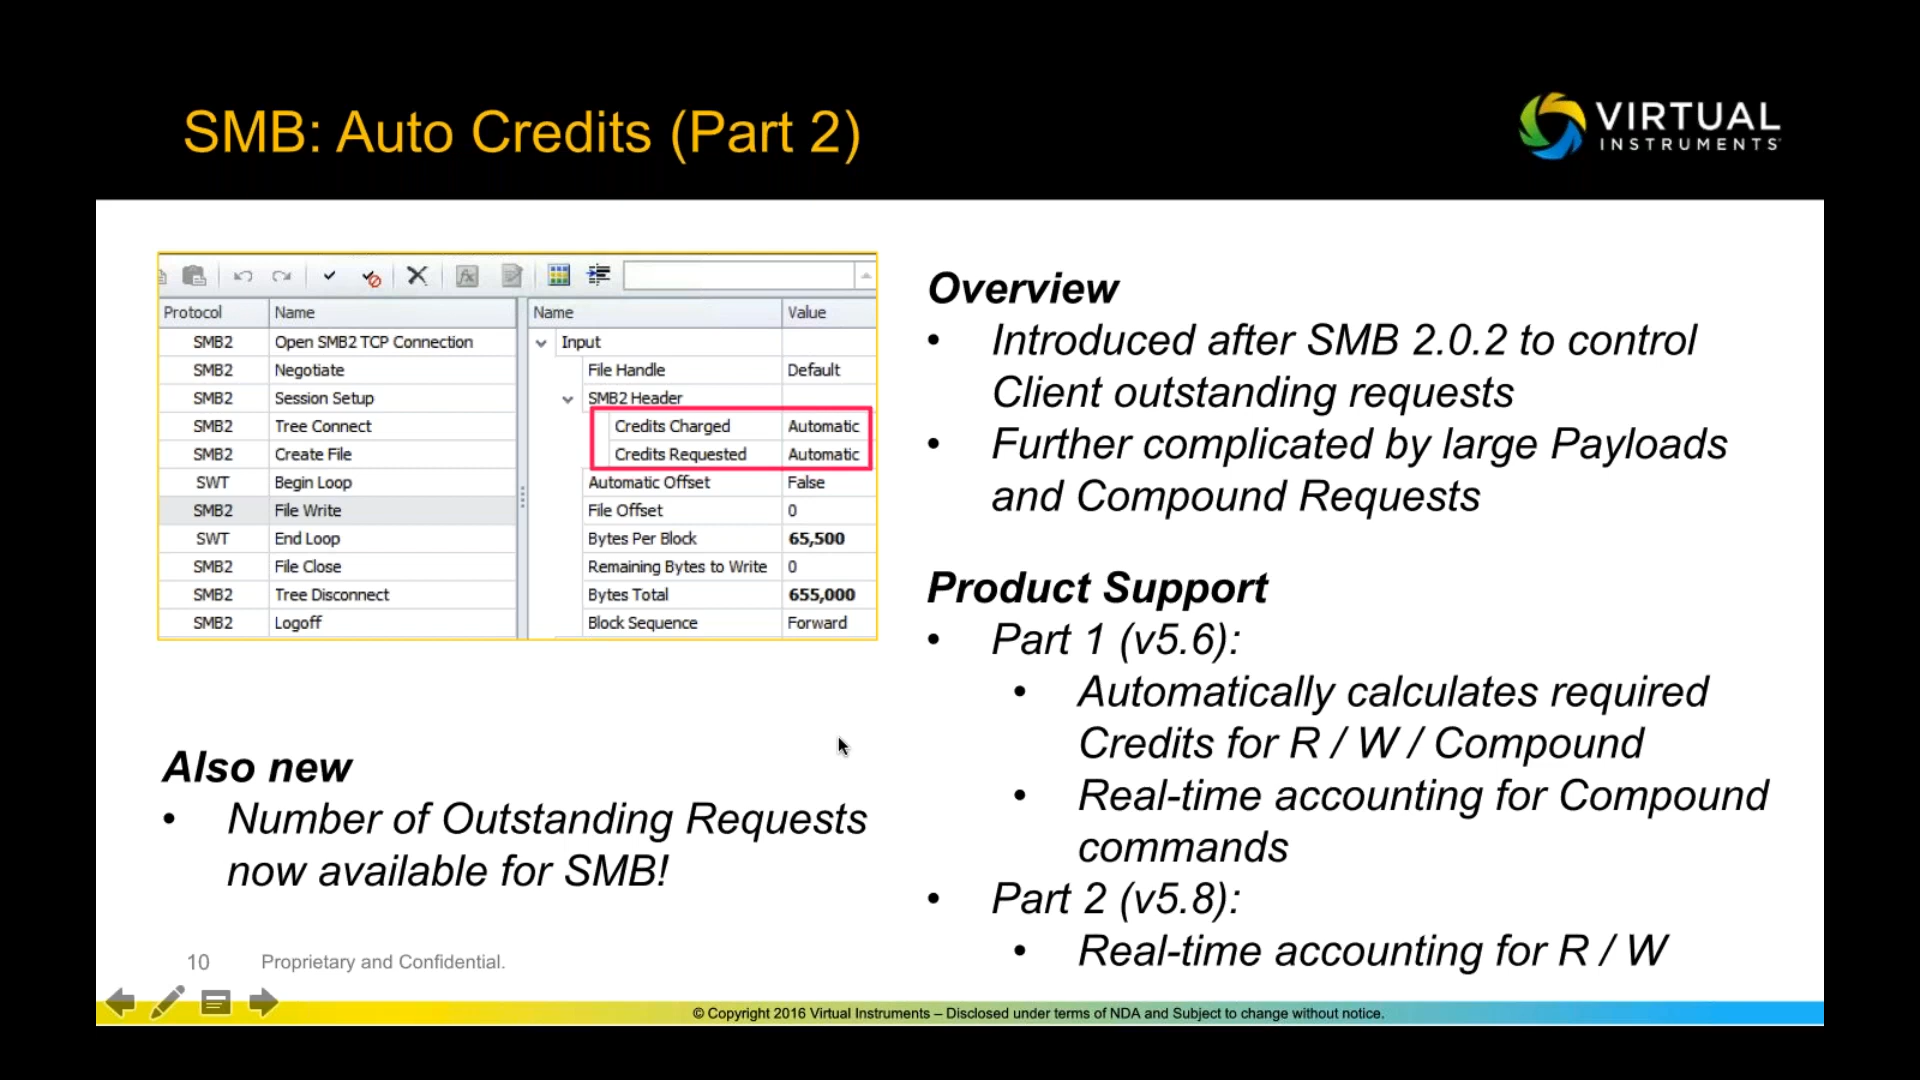 SMB: Auto Credits (Part 2)
VIRTUAL
INSTRUMENTS
Protocol Name Name Value
SMB2 Open SMB2 TCP Connection Input
SMB2 Negotiate File Handle Default
SMB2 Session Setup SMB2 Header
SMB2 Tree Connect Credits Charged Automatic
SMB2 Create File Credits Requested Automatic
SWT Begin Loop Automatic Offset False
SMB2 File Write File Offset 0
SWT End Loop Bytes Per Block 65,500
SMB2 File Close Remaining Bytes to Write 0
SMB2 Tree Disconnect Bytes Total 655,000
SMB2 Logoff Block Sequence Forward
Also new
• Number of Outstanding Requests
now available for SMB!
Overview
• Introduced after SMB 2.0.2 to control
Client outstanding requests
• Further complicated by large Payloads
and Compound Requests
Product Support
• Part 1 (v5.6):
• Automatically calculates required
Credits for R / W / Compound
• Real-time accounting for Compound
commands
• Part 2 (v5.8):
• Real-time accounting for R / W
10 Proprietary and Confidential.
© Copyright 2016 Virtual Instruments – Disclosed under terms of NDA and Subject to change without notice.